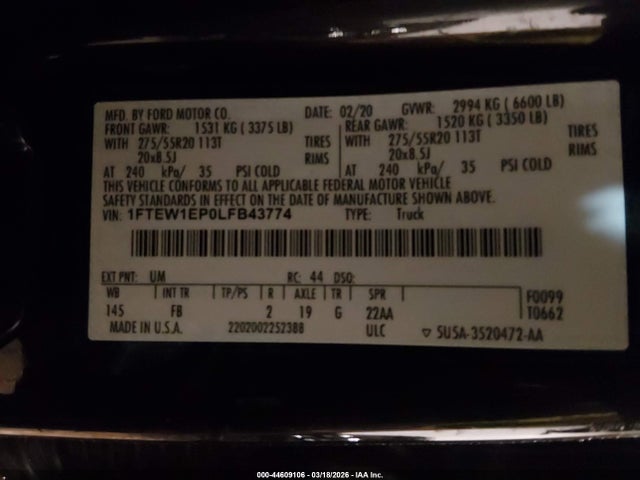 MFD. BY FORD MOTOR CO. DATE: 02/20 GVWR: 2994 KG ( 6600 LB)
FRONT GAWR: 1531 KG ( 3375 LB) REAR GAWR: 1520 KG ( 3350 LB)
WITH 275/55R20 113T TIRES WITH 275/55R20 113T TIRES
20x8.5J RIMS 20x8.5J RIMS
AT 240 kPa/ 35 PSI COLD AT 240 kPa/ 35 PSI COLD
THIS VEHICLE CONFORMS TO ALL APPLICABLE FEDERAL MOTOR VEHICLE
SAFETY STANDARDS IN EFFECT ON THE DATE OF MANUFACTURE SHOWN ABOVE.
VIN: 1FTEW1EP0LFB43774 TYPE: Truck
EXT PNT: UM RC: 44 DSO:
WB INT TR TP/PS R AXLE TR SPR F0099
145 FB 2 19 G 22AA T0662
MADE IN U.S.A. 2202002252388 ULC ▽ SU5A-3520472-AA
000-44609106 - 03/18/2026 - IAA Inc.